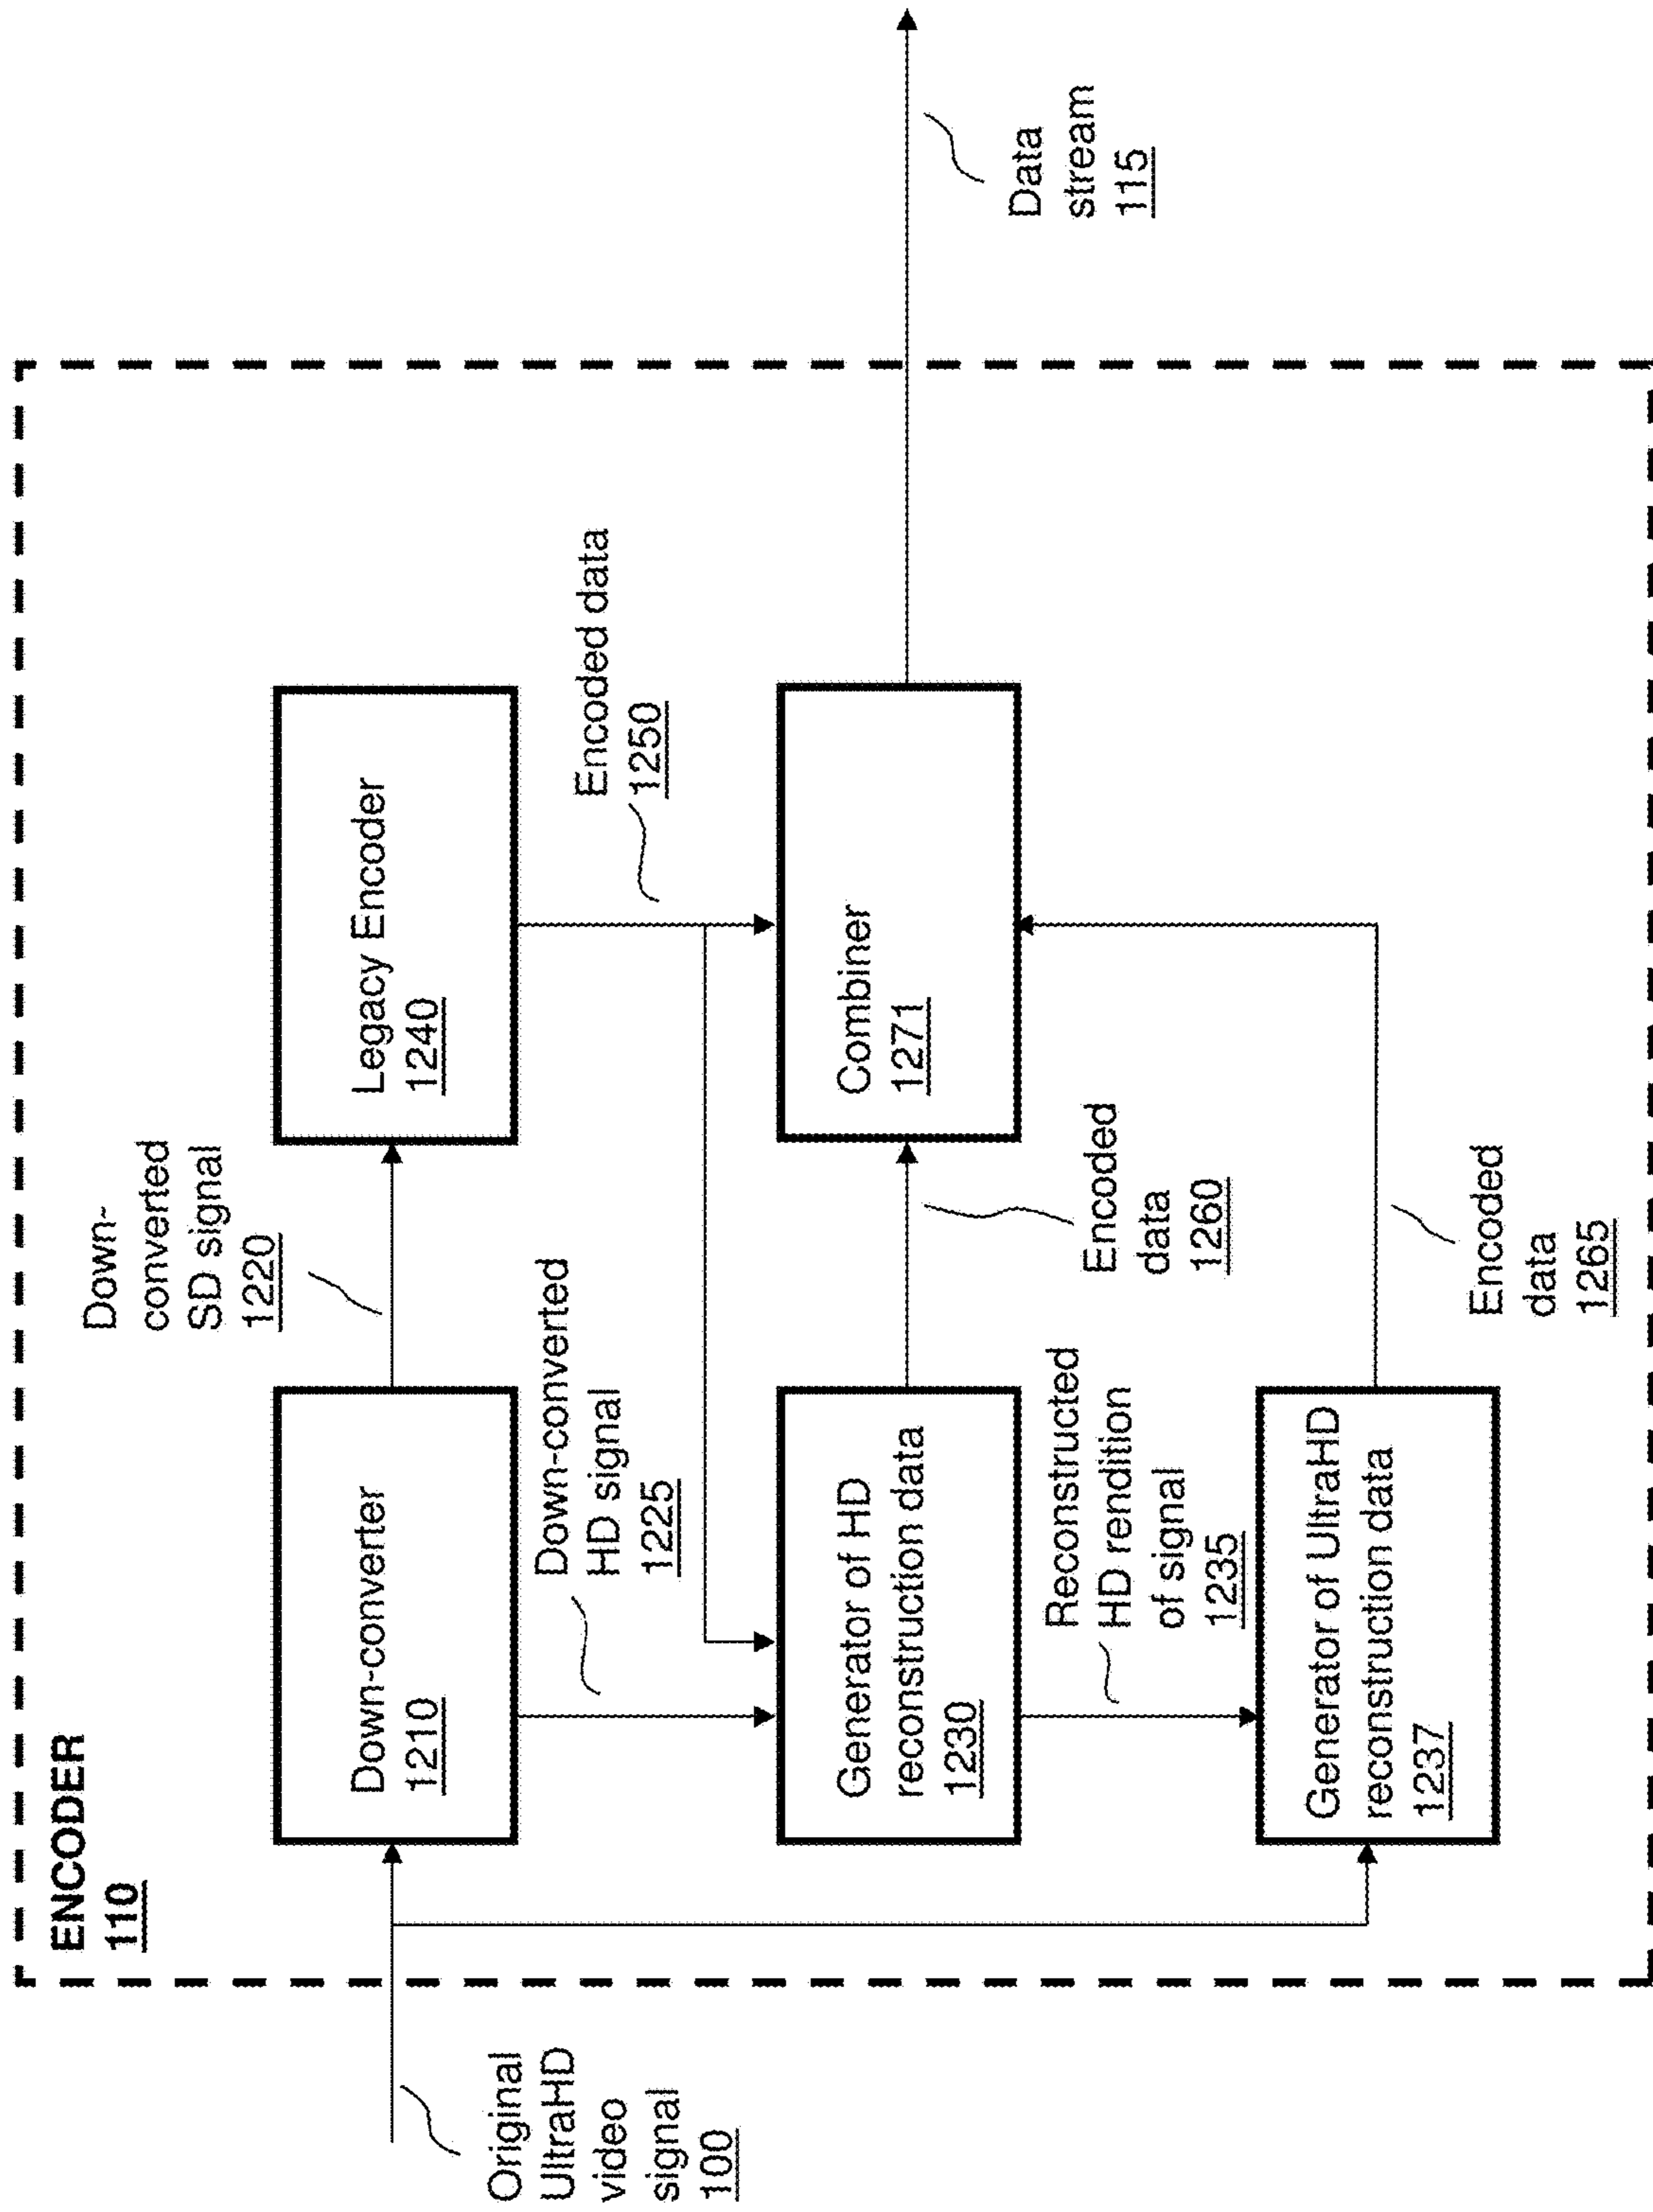 ENCODER
110
Original
UltraHD
video
signal
100
Down-converter
1210
Down-
converted
SD signal
1220
Legacy Encoder
1240
Down-converted
HD signal
1225
Encoded data
1250
Generator of HD
reconstruction data
1230
Encoded
data
1260
Combiner
1271
Data
stream
115
Reconstructed
HD rendition
of signal
1235
Generator of UltraHD
reconstruction data
1237
Encoded
data
1265